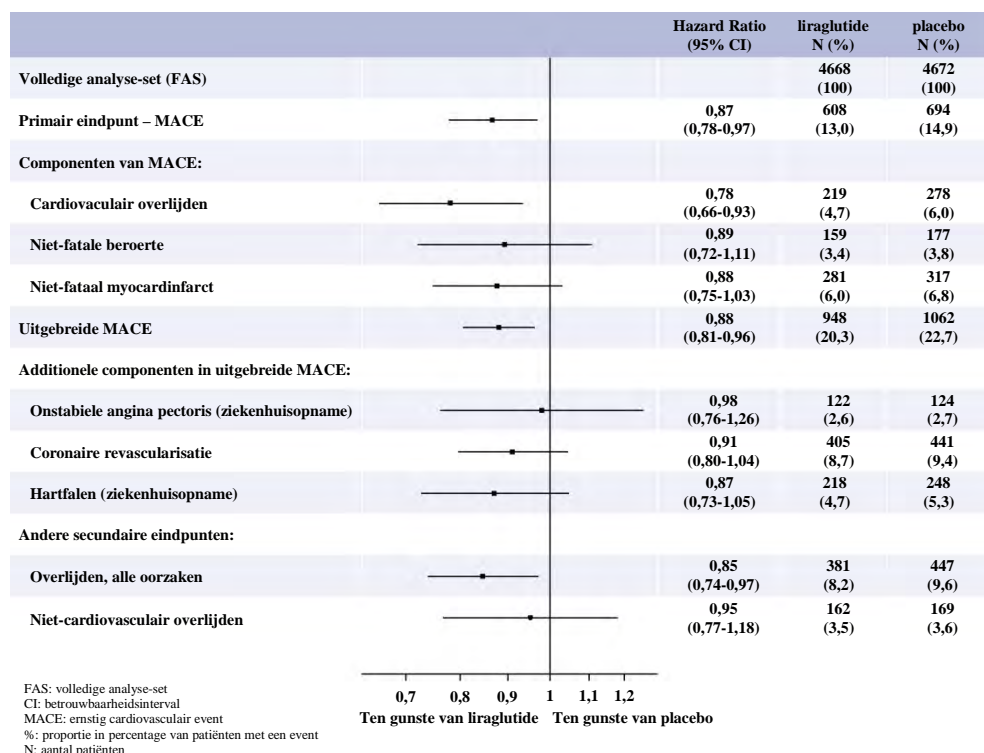 Hazard Ratio liraglutide placebo
(95% CI) N (%) N (%)
Volledige analyse-set (FAS) 4668 4672
(100) (100)
Primair eindpunt – MACE 0,87 608 694
(0,78-0,97) (13,0) (14,9)
Componenten van MACE:
Cardiovaculair overlijden 0,78 219 278
(0,66-0,93) (4,7) (6,0)
Niet-fatale beroerte 0,89 159 177
(0,72-1,11) (3,4) (3,8)
Niet-fataal myocardinfarct 0,88 281 317
(0,75-1,03) (6,0) (6,8)
Uitgebreide MACE 0,88 948 1062
(0,81-0,96) (20,3) (22,7)
Additionele componenten in uitgebreide MACE:
Onstabiele angina pectoris (ziekenhuisopname) 0,98 122 124
(0,76-1,26) (2,6) (2,7)
Coronaire revascularisatie 0,91 405 441
(0,80-1,04) (8,7) (9,4)
Hartfalen (ziekenhuisopname) 0,87 218 248
(0,73-1,05) (4,7) (5,3)
Andere secundaire eindpunten:
Overlijden, alle oorzaken 0,85 381 447
(0,74-0,97) (8,2) (9,6)
Niet-cardiovasculair overlijden 0,95 162 169
(0,77-1,18) (3,5) (3,6)
0,7 0,8 0,9 1 1,1 1,2
Ten gunste van liraglutide Ten gunste van placebo
FAS: volledige analyse-set
CI: betrouwbaarheidsinterval
MACE: ernstig cardiovasculair event
%: proportie in percentage van patiënten met een event
N: aantal patiënten